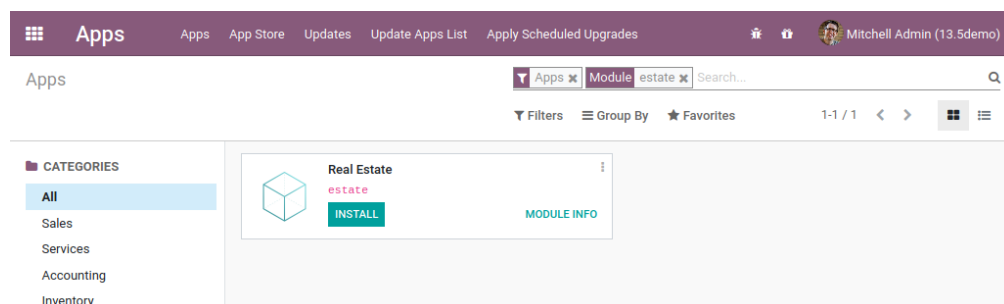 Apps Apps App Store Updates Update Apps List Apply Scheduled Upgrades Mitchell Admin (13.5demo)
Apps Apps Module estate Search...
Filters Group By Favorites 1-1 / 1
CATEGORIES
All
Sales
Services
Accounting
Inventory
Real Estate
estate
INSTALL MODULE INFO